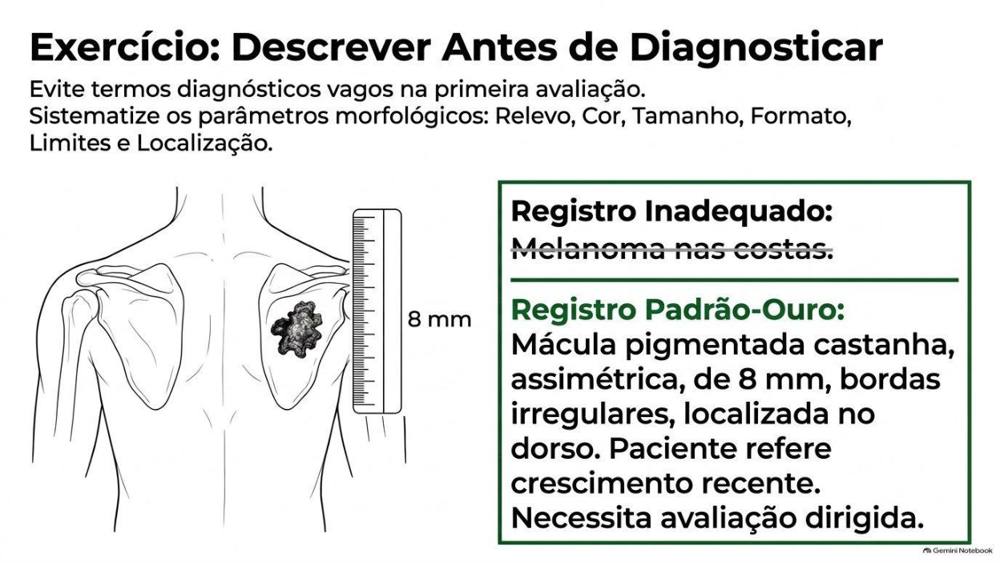 Exercício: Descrever Antes de Diagnosticar
Evite termos diagnósticos vagos na primeira avaliação.
Sistematize os parâmetros morfológicos: Relevo, Cor, Tamanho, Formato,
Limites e Localização.
8 mm
Registro Inadequado:
Melanoma nas costas.
Registro Padrão-Ouro:
Mácula pigmentada castanha,
assimétrica, de 8 mm, bordas
irregulares, localizada no
dorso. Paciente refere
crescimento recente.
Necessita avaliação dirigida.
Gemini Notebook